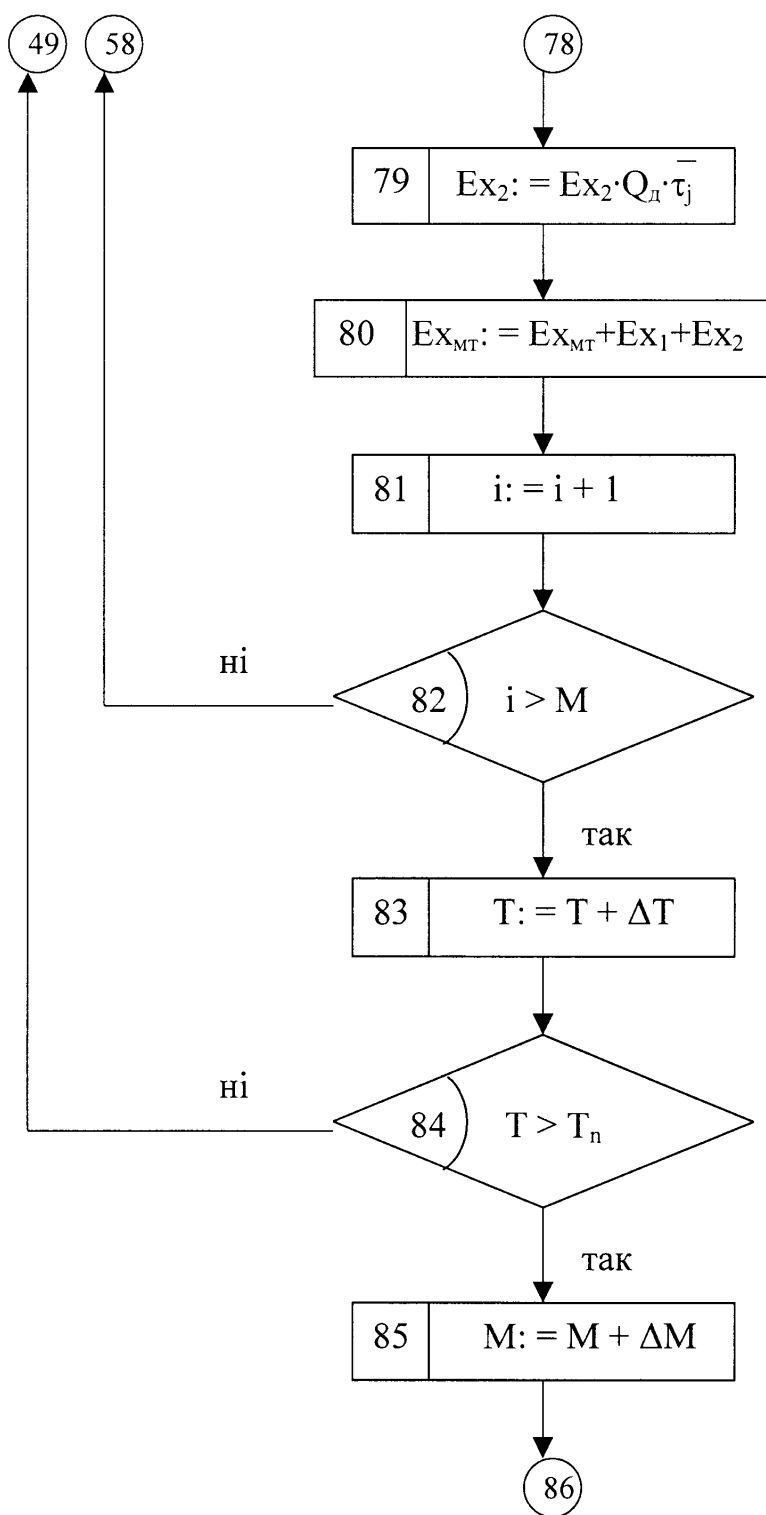 49 58 78
79 Ex₂: = Ex₂·Q_д·τ̅_j
80 Ex_мт: = Ex_мт+Ex₁+Ex₂
81 i: = i + 1
ні
82 i > M
так
83 T: = T + ΔT
ні
84 T > Tₙ
так
85 M: = M + ΔM
86